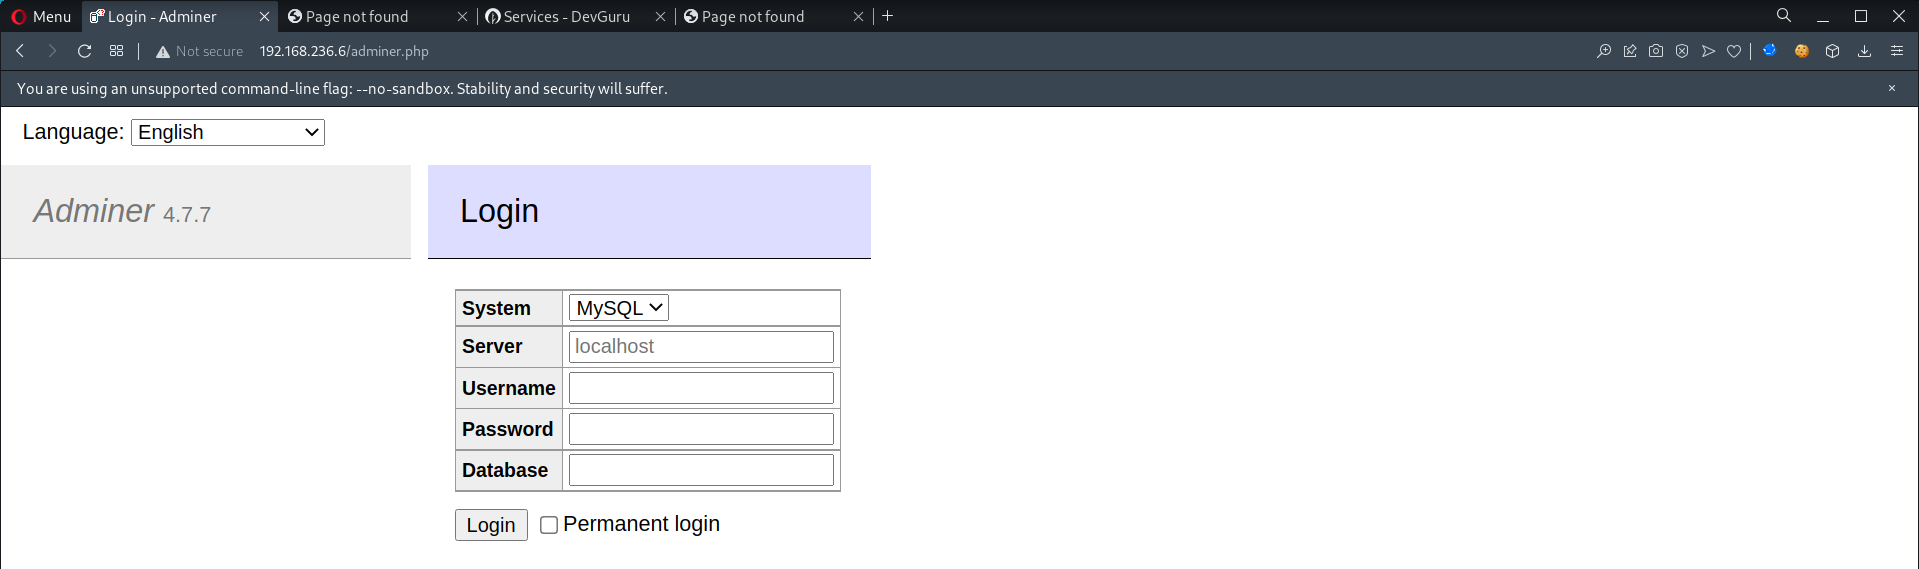 Menu Login - Adminer Page not found Services - DevGuru Page not found
Not secure 192.168.236.6/adminer.php
You are using an unsupported command-line flag: --no-sandbox. Stability and security will suffer.
Language: English
Adminer 4.7.7
Login
System MySQL
Server localhost
Username
Password
Database
Login Permanent login